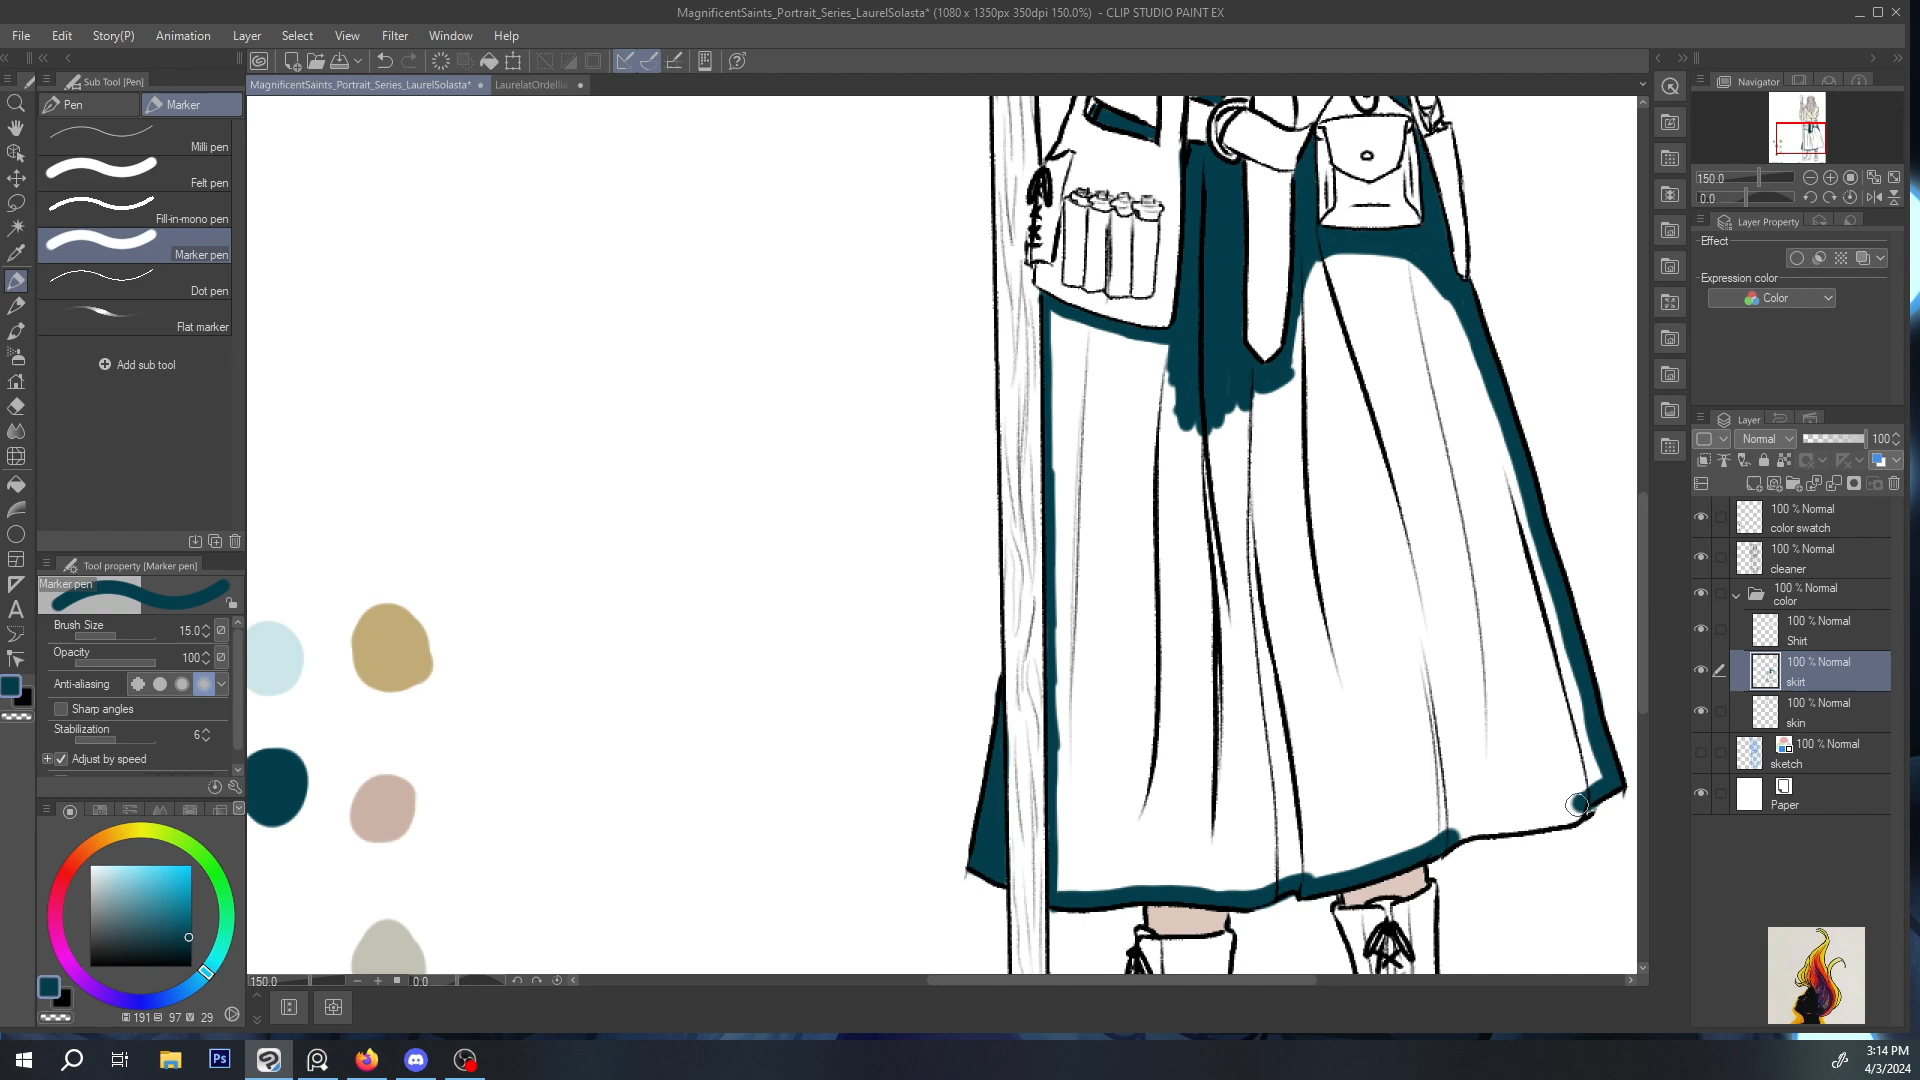 MagnificentSaints_Portrait_Series_LaurelSolasta* (1080 x 1350px 350dpi 150.0%) - CLIP STUDIO PAINT EX
File Edit Story(P) Animation Layer Select View Filter Window Help
Sub Tool [Pen]
MagnificentSaints_Portrait_Series_LaurelSolasta*
LaurelatOrdellia
Navigator
Pen
Marker
Milli pen
Felt pen
Fill-in-mono pen
Marker pen
Dot pen
Flat marker
Add sub tool
150.0
0.0
Layer Property
Effect
Expression color
Color
Layer
Normal 100
100 % Normal
color swatch
100 % Normal
cleaner
100 % Normal
color
100 % Normal
Shirt
100 % Normal
skirt
100 % Normal
skin
100 % Normal
sketch
Paper
Tool property [Marker pen]
Marker pen
Brush Size 15.0
Opacity 100
Anti-aliasing
Sharp angles
Stabilization 6
Adjust by speed
150.0
0.0
H 191 S 97 V 29
Ps
3:14 PM
4/3/2024